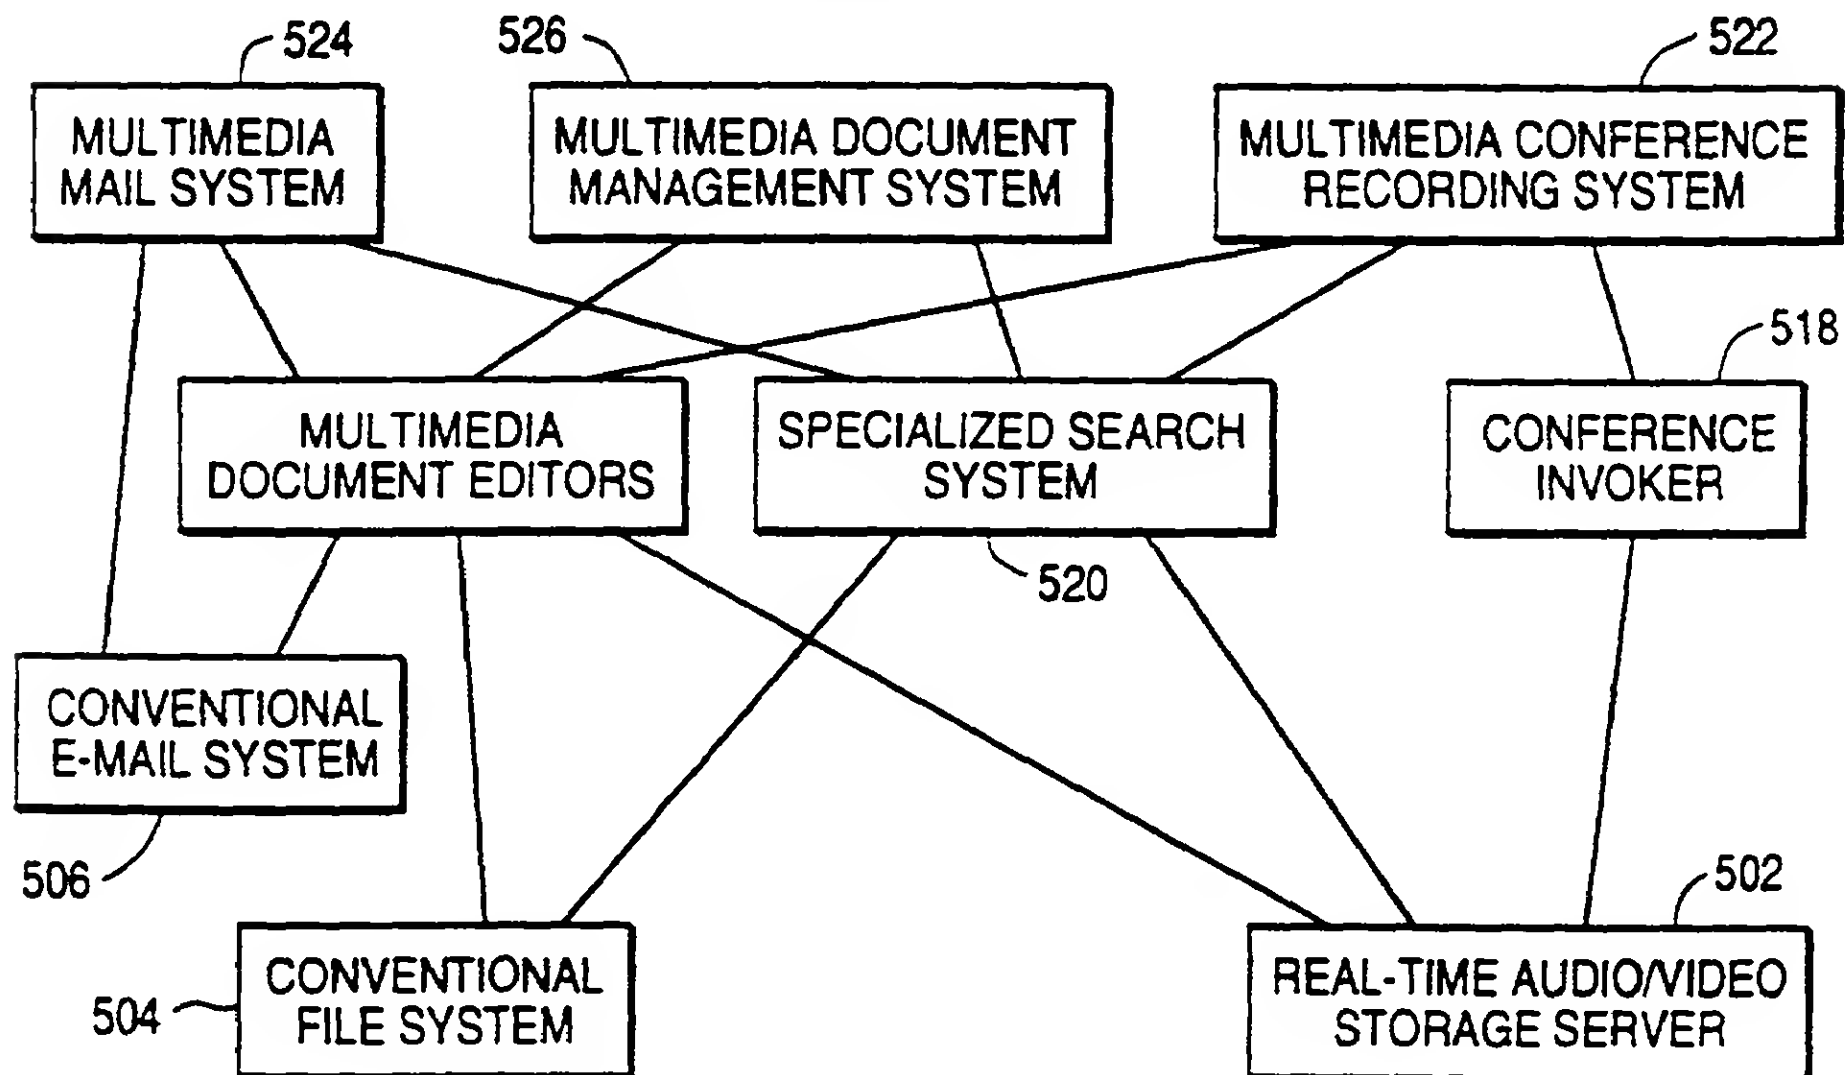 524
526
522
MULTIMEDIA
MAIL SYSTEM
MULTIMEDIA DOCUMENT
MANAGEMENT SYSTEM
MULTIMEDIA CONFERENCE
RECORDING SYSTEM
518
MULTIMEDIA
DOCUMENT EDITORS
SPECIALIZED SEARCH
SYSTEM
CONFERENCE
INVOKER
520
CONVENTIONAL
E-MAIL SYSTEM
506
502
504
CONVENTIONAL
FILE SYSTEM
REAL-TIME AUDIO/VIDEO
STORAGE SERVER